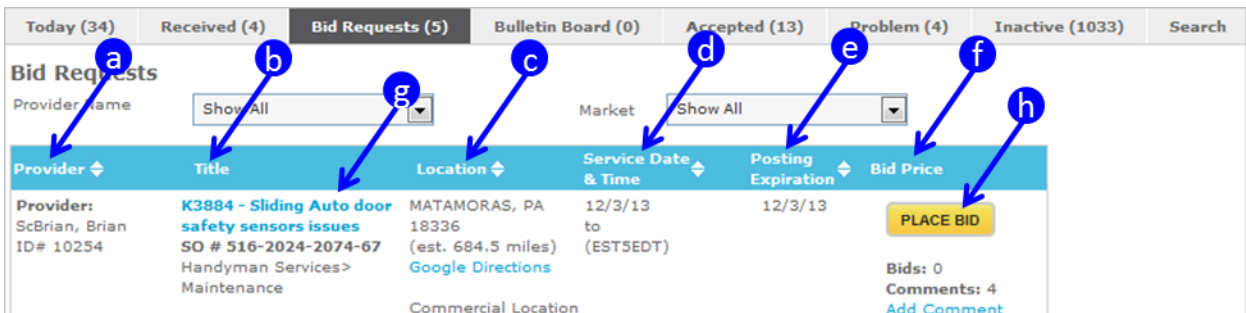 Today (34) Received (4) Bid Requests (5) Bulletin Board (0) Accepted (13) Problem (4) Inactive (1033) Search
a b c d e f
Bid Requests
g h
Provider Name Show All Market Show All
Provider Title Location Service Date & Time Posting Expiration Bid Price
Provider: K3884 - Sliding Auto door MATAMORAS, PA 12/3/13 12/3/13
ScBrian, Brian safety sensors issues 18336 to PLACE BID
ID# 10254 SO # 516-2024-2074-67 (est. 684.5 miles) (EST5EDT)
Handyman Services> Google Directions Bids: 0
Maintenance Comments: 4
Commercial Location Add Comment